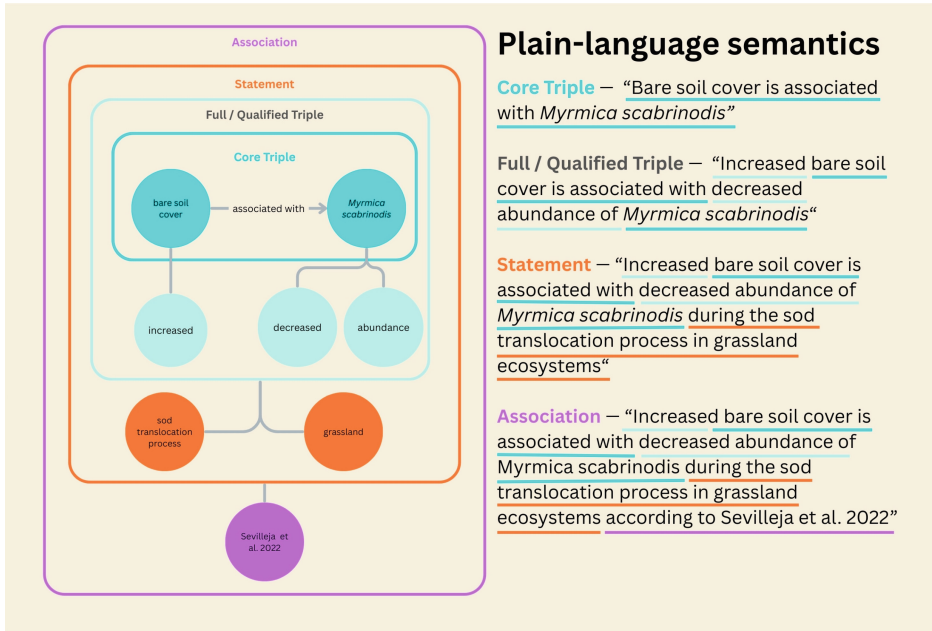 Association
Statement
Full / Qualified Triple
Core Triple
bare soil
cover
associated with
Myrmica
scabrinodis
increased
decreased
abundance
sod
translocation
process
grassland
Sevilleja et
al. 2022
Plain-language semantics
Core Triple — “Bare soil cover is associated
with Myrmica scabrinodis”
Full / Qualified Triple — “Increased bare soil
cover is associated with decreased
abundance of Myrmica scabrinodis“
Statement — “Increased bare soil cover is
associated with decreased abundance of
Myrmica scabrinodis during the sod
translocation process in grassland
ecosystems“
Association — “Increased bare soil cover is
associated with decreased abundance of
Myrmica scabrinodis during the sod
translocation process in grassland
ecosystems according to Sevilleja et al. 2022”